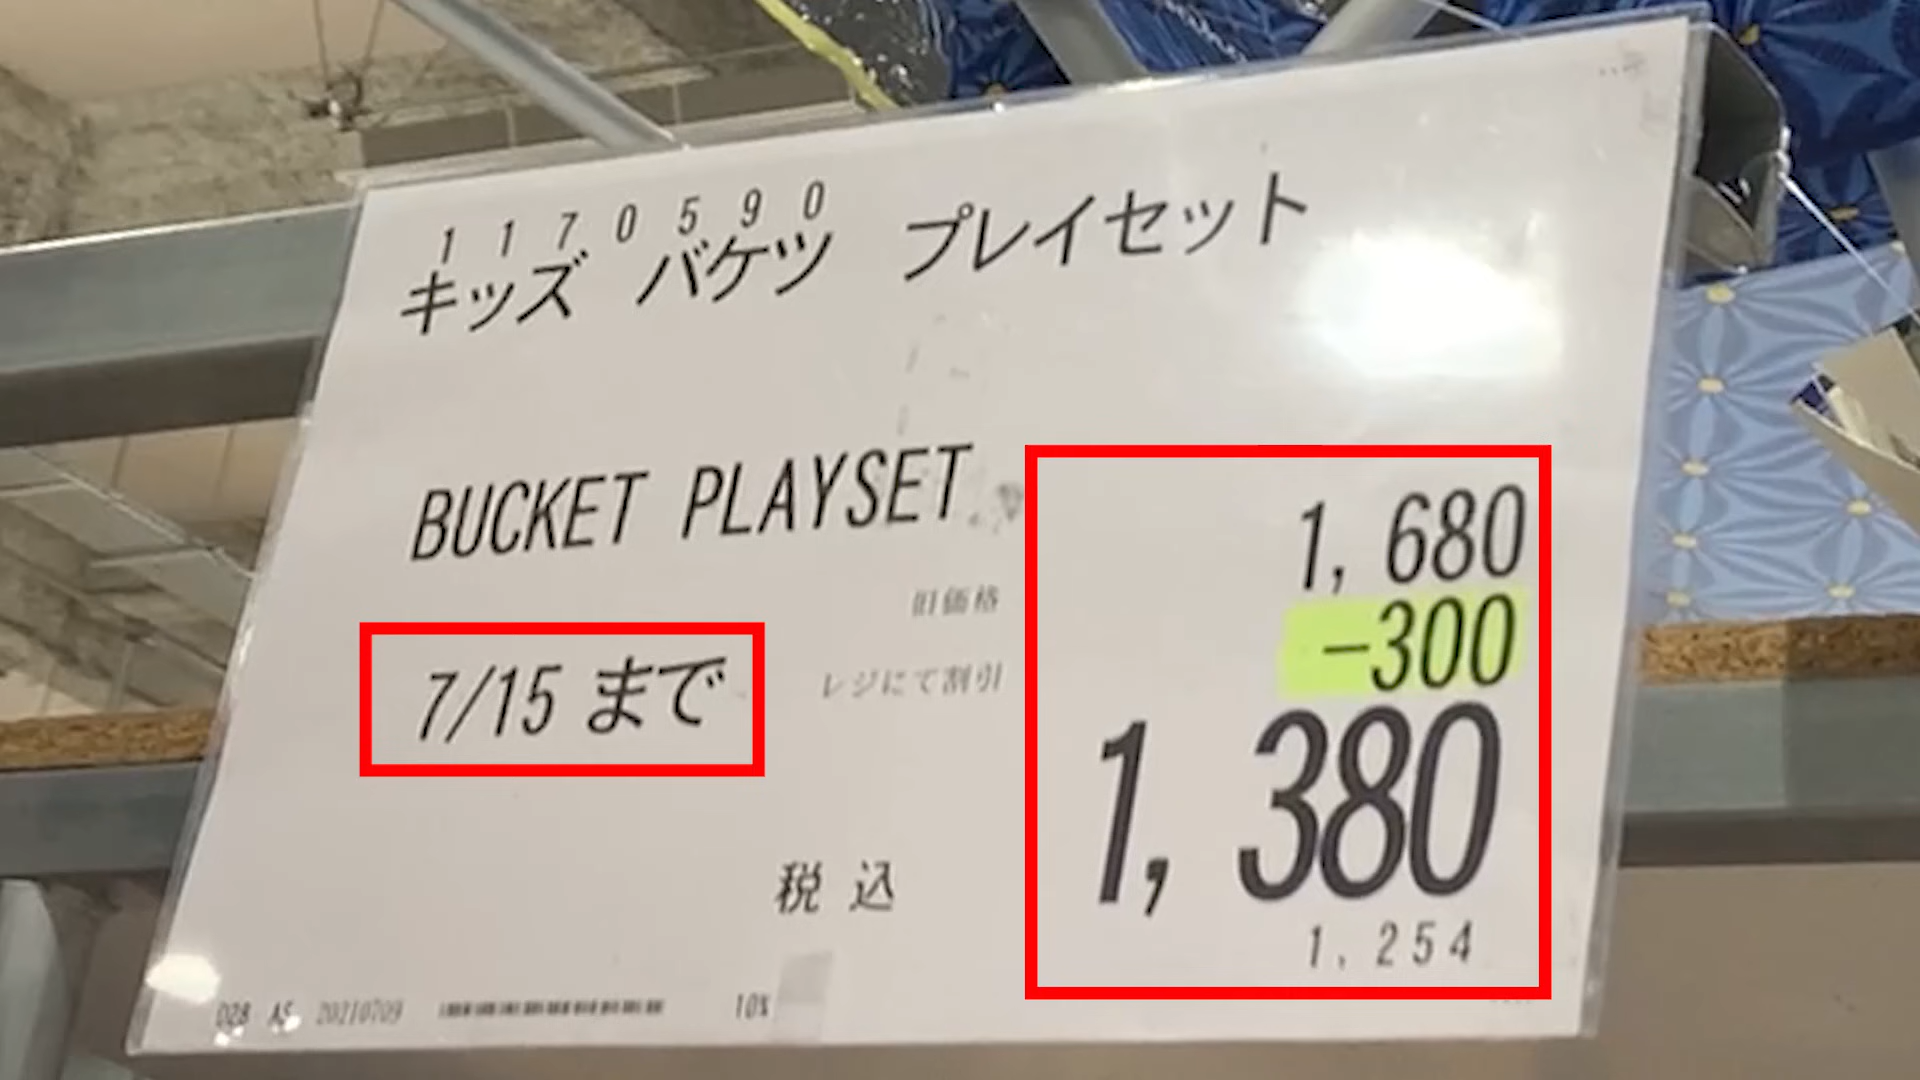 1170590
キッズ バケツ プレイセット
BUCKET PLAYSET
1,680
旧価格
-300
7/15 まで
レジにて割引
1,380
税込
1,254
D28 AS 20210709
10%